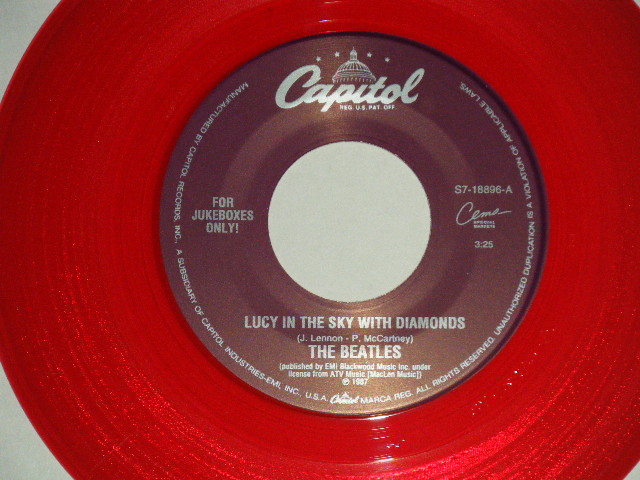 Capitol
REG. U.S. PAT. OFF.
MANUFACTURED BY CAPITOL RECORDS, INC., A SUBSIDIARY OF CAPITOL INDUSTRIES-EMI, INC., U.S.A. Capitol MARCA REG. ALL RIGHTS RESERVED. UNAUTHORIZED DUPLICATION IS A VIOLATION OF APPLICABLE LAWS.
FOR
JUKEBOXES
ONLY!
S7-18896-A
Cema
SPECIAL
MARKETS
3:25
LUCY IN THE SKY WITH DIAMONDS
(J. Lennon - P. McCartney)
THE BEATLES
(published by EMI Blackwood Music Inc. under
license from ATV Music [MacLen Music])
℗ 1967